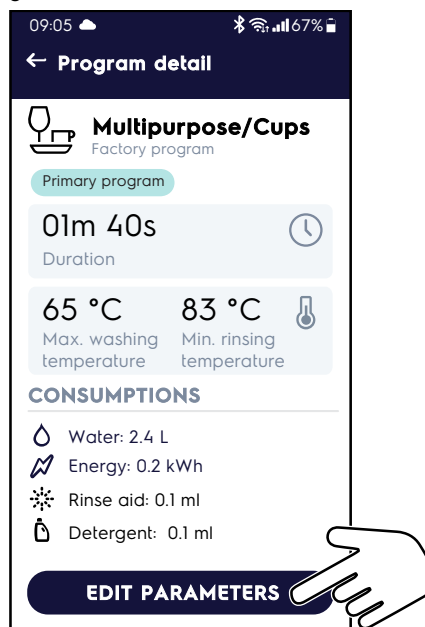 09:05 67%
← Program detail
Multipurpose/Cups
Factory program
Primary program
01m 40s
Duration
65 °C 83 °C
Max. washing Min. rinsing
temperature temperature
CONSUMPTIONS
Water: 2.4 L
Energy: 0.2 kWh
Rinse aid: 0.1 ml
Detergent: 0.1 ml
EDIT PARAMETERS